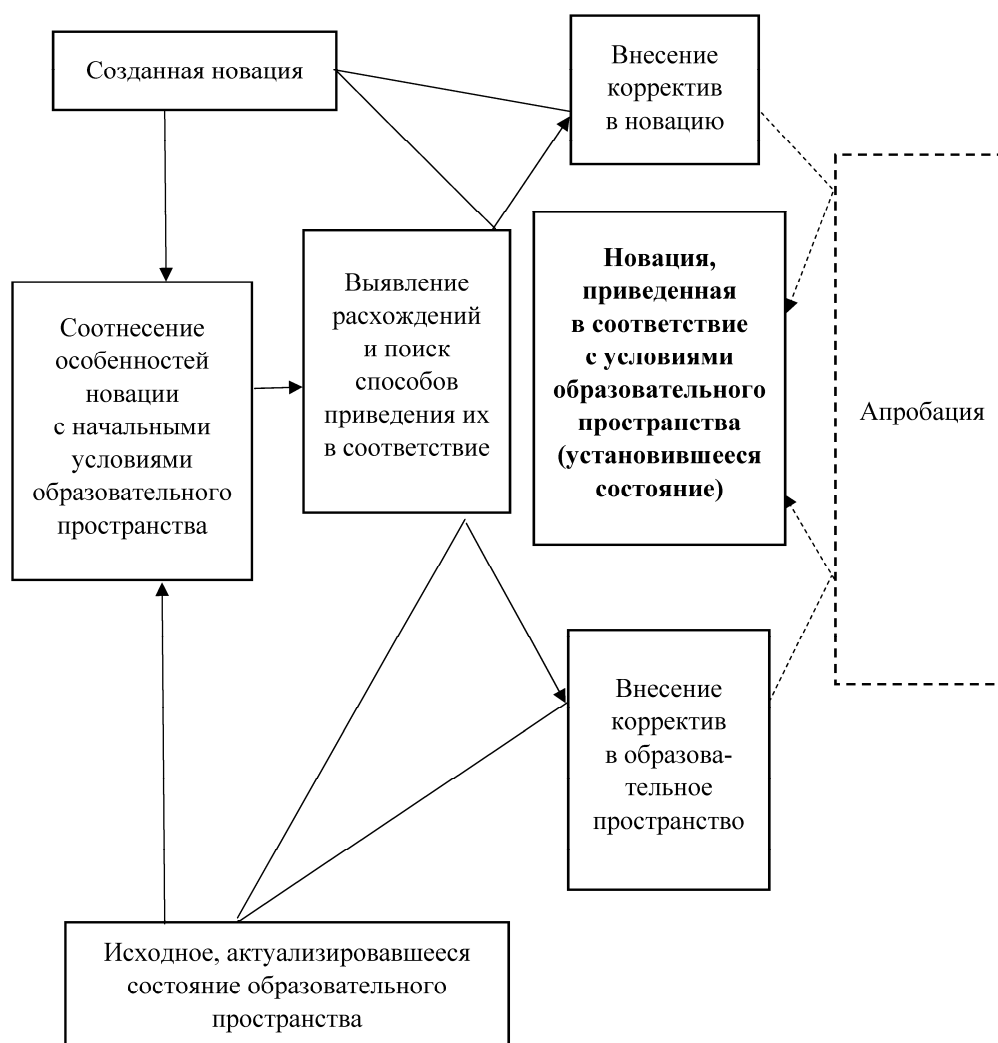 Созданная новация
Внесение
корректив
в новацию
Соотнесение
особенностей
новации
с начальными
условиями
образовательного
пространства
Выявление
расхождений
и поиск
способов
приведения их
в соответствие
Новация,
приведенная
в соответствие
с условиями
образовательного
пространства
(установившееся
состояние)
Апробация
Внесение
корректив
в образова-
тельное
пространство
Исходное, актуализировавшееся
состояние образовательного
пространства